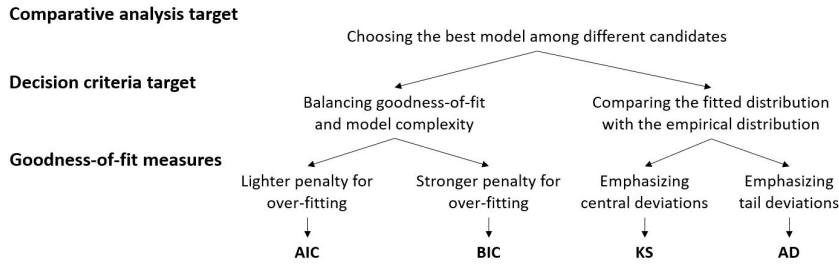 Comparative analysis target
Choosing the best model among different candidates
Decision criteria target
Balancing goodness-of-fit
and model complexity
Comparing the fitted distribution
with the empirical distribution
Goodness-of-fit measures
Lighter penalty for
over-fitting
Stronger penalty for
over-fitting
Emphasizing
central deviations
Emphasizing
tail deviations
AIC
BIC
KS
AD